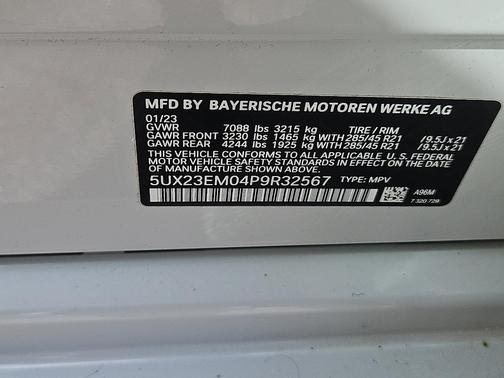 MFD BY BAYERISCHE MOTOREN WERKE AG
01/23
GVWR 7088 lbs 3215 kg TIRE / RIM
GAWR FRONT 3230 lbs 1465 kg WITH 285/45 R21 /9.5Jx21
GAWR REAR 4244 lbs 1925 kg WITH 285/45 R21 /9.5Jx21
THIS VEHICLE CONFORMS TO ALL APPLICABLE U. S. FEDERAL
MOTOR VEHICLE SAFETY STANDARDS IN EFFECT ON THE DATE
OF MANUFACTURE SHOWN ABOVE.
5UX23EM04P9R32567 TYPE: MPV
A96M
7 320 729